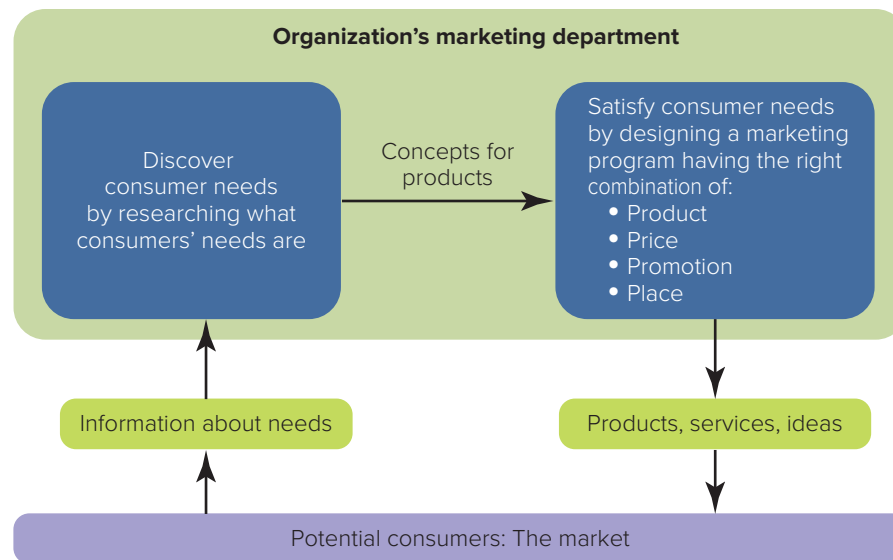 Organization’s marketing department
Discover
consumer needs
by researching what
consumers’ needs are
Concepts for
products
Satisfy consumer needs
by designing a marketing
program having the right
combination of:
• Product
• Price
• Promotion
• Place
Information about needs
Products, services, ideas
Potential consumers: The market